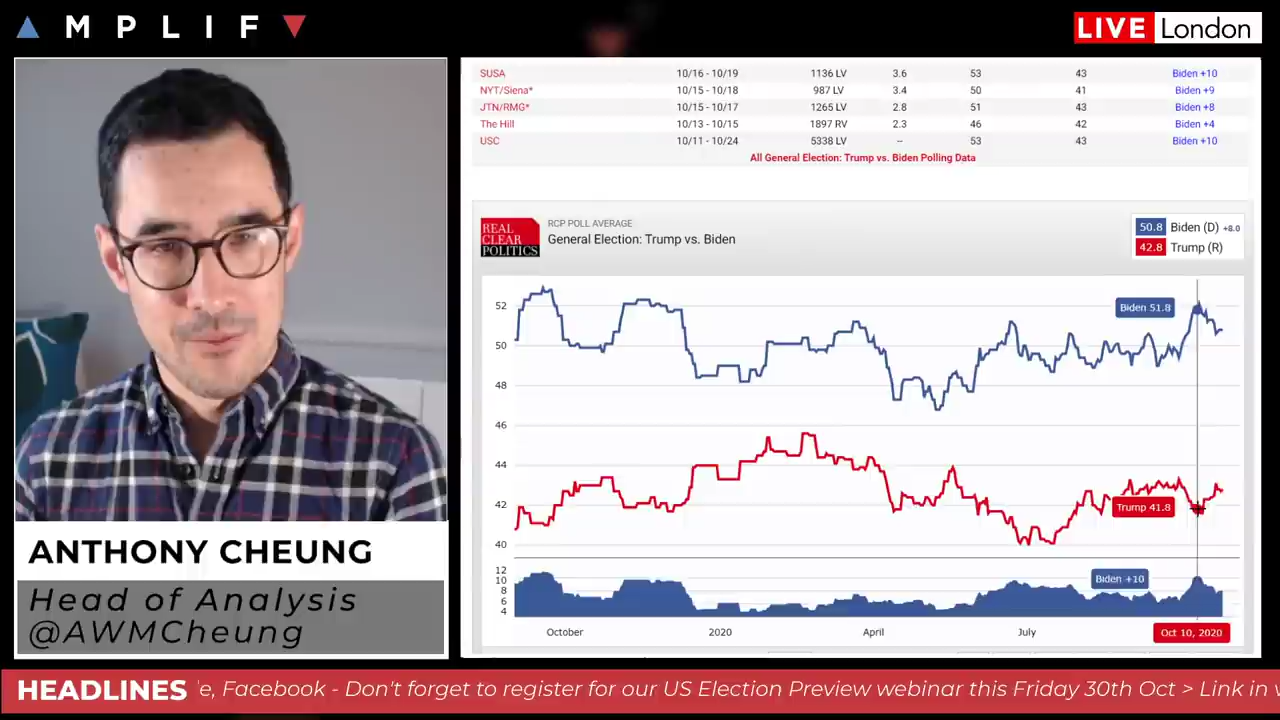 AMPLIFY
LIVE London
SUSA 10/16 - 10/19 1136 LV 3.6 53 43 Biden +10
NYT/Siena* 10/15 - 10/18 987 LV 3.4 50 41 Biden +9
JTN/RMG* 10/15 - 10/17 1265 LV 2.8 51 43 Biden +8
The Hill 10/13 - 10/15 1897 RV 2.3 46 42 Biden +4
USC 10/11 - 10/24 5338 LV -- 53 43 Biden +10
All General Election: Trump vs. Biden Polling Data
REAL
CLEAR
POLITICS
RCP POLL AVERAGE
General Election: Trump vs. Biden
50.8 Biden (D) +8.0
42.8 Trump (R)
52
50
48
46
44
42
40
Biden 51.8
Trump 41.8
12
10
8
6
4
Biden +10
October 2020 April July Oct 10, 2020
ANTHONY CHEUNG
Head of Analysis
@AWMCheung
HEADLINES
, Facebook - Don't forget to register for our US Election Preview webinar this Friday 30th Oct > Link in